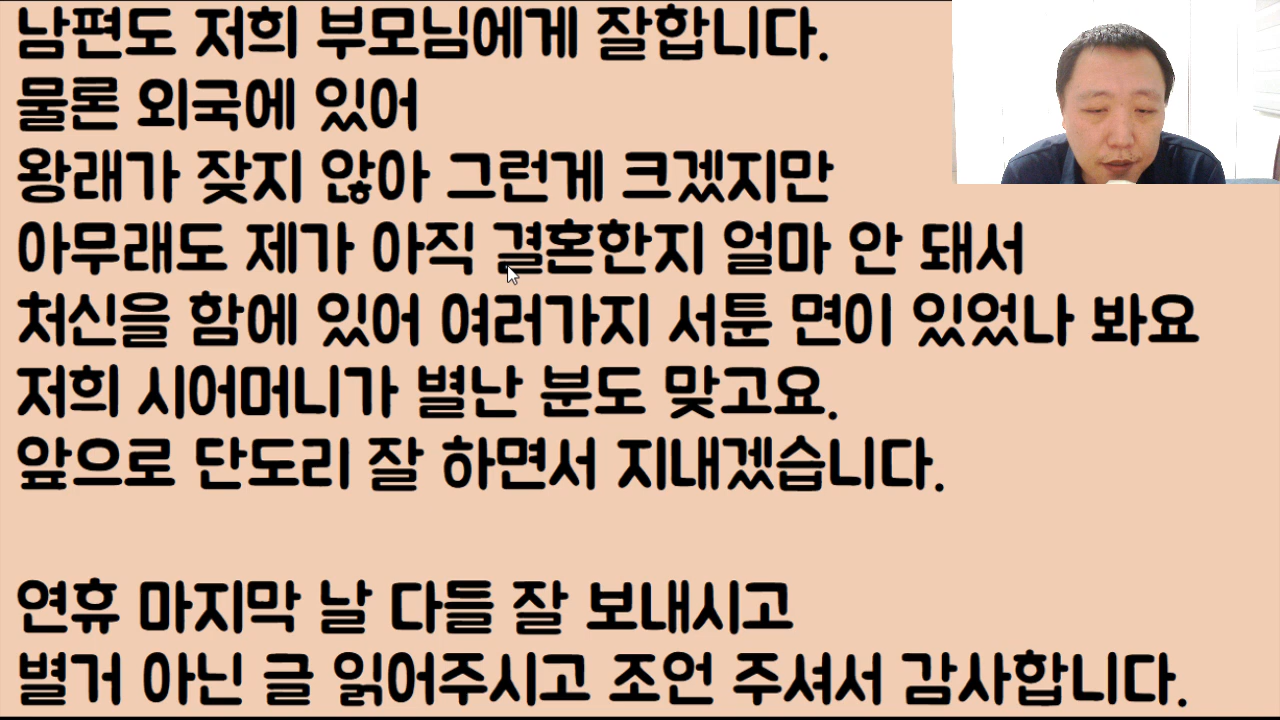 남편도 저희 부모님에게 잘합니다.
물론 외국에 있어
왕래가 잦지 않아 그런게 크겠지만
아무래도 제가 아직 결혼한지 얼마 안 돼서
처신을 함에 있어 여러가지 서툰 면이 있었나 봐요
저희 시어머니가 별난 분도 맞고요.
앞으로 단도리 잘 하면서 지내겠습니다.
연휴 마지막 날 다들 잘 보내시고
별거 아닌 글 읽어주시고 조언 주셔서 감사합니다.